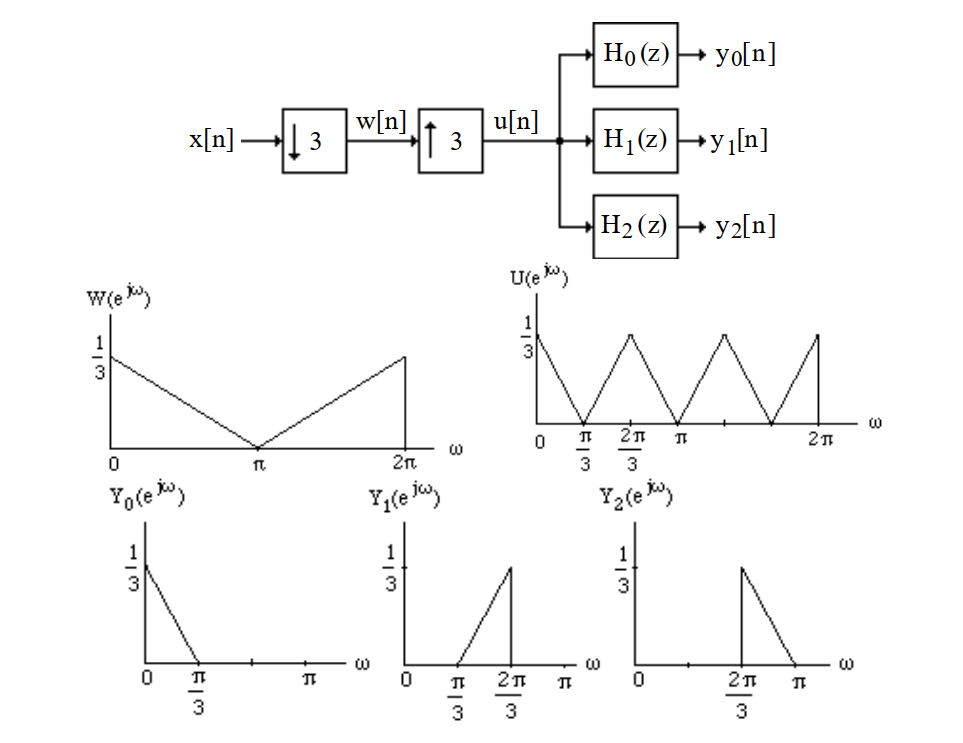 H₀(z) y₀[n]
x[n] ↓ 3 w[n] ↑ 3 u[n] H₁(z) y₁[n]
H₂(z) y₂[n]
W(e^jω)
1/3
0 π 2π ω
U(e^jω)
1/3
0 π/3 2π/3 π 2π ω
Y₀(e^jω)
1/3
0 π/3 π ω
Y₁(e^jω)
1/3
0 π/3 2π/3 π ω
Y₂(e^jω)
1/3
0 2π/3 π ω